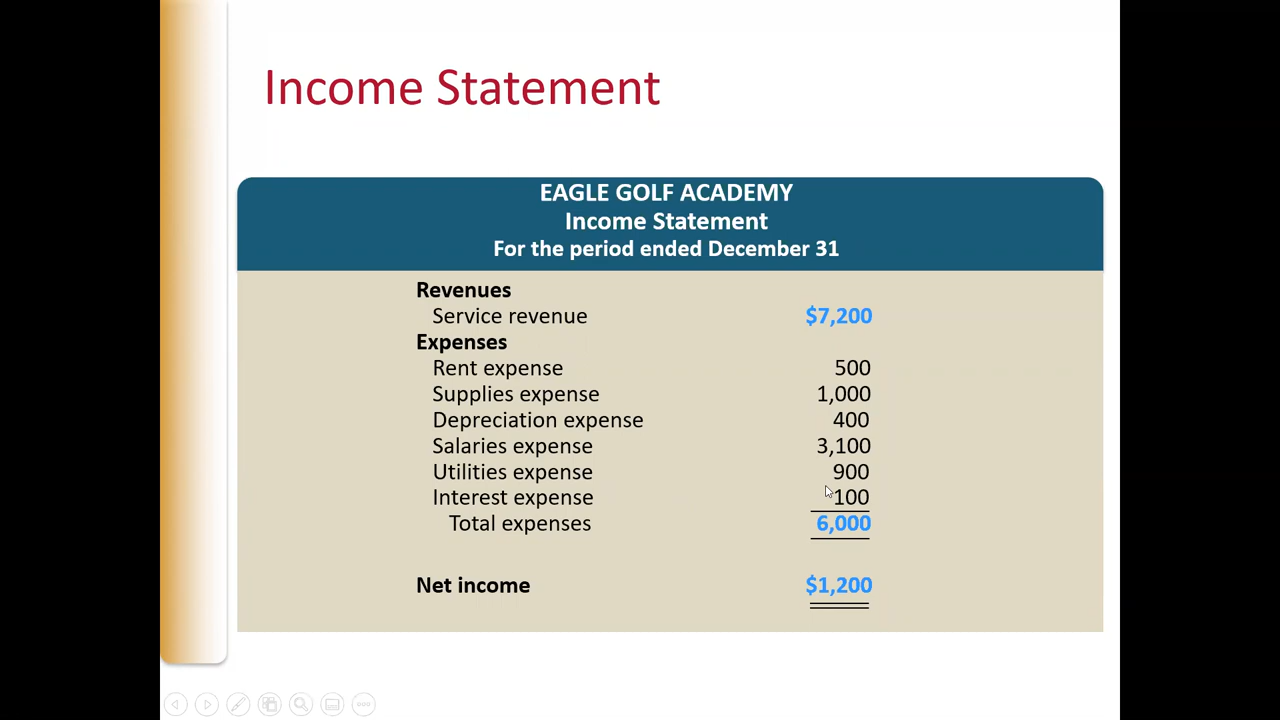 Income Statement
EAGLE GOLF ACADEMY
Income Statement
For the period ended December 31
Revenues
Service revenue $7,200
Expenses
Rent expense 500
Supplies expense 1,000
Depreciation expense 400
Salaries expense 3,100
Utilities expense 900
Interest expense 100
Total expenses 6,000
Net income $1,200